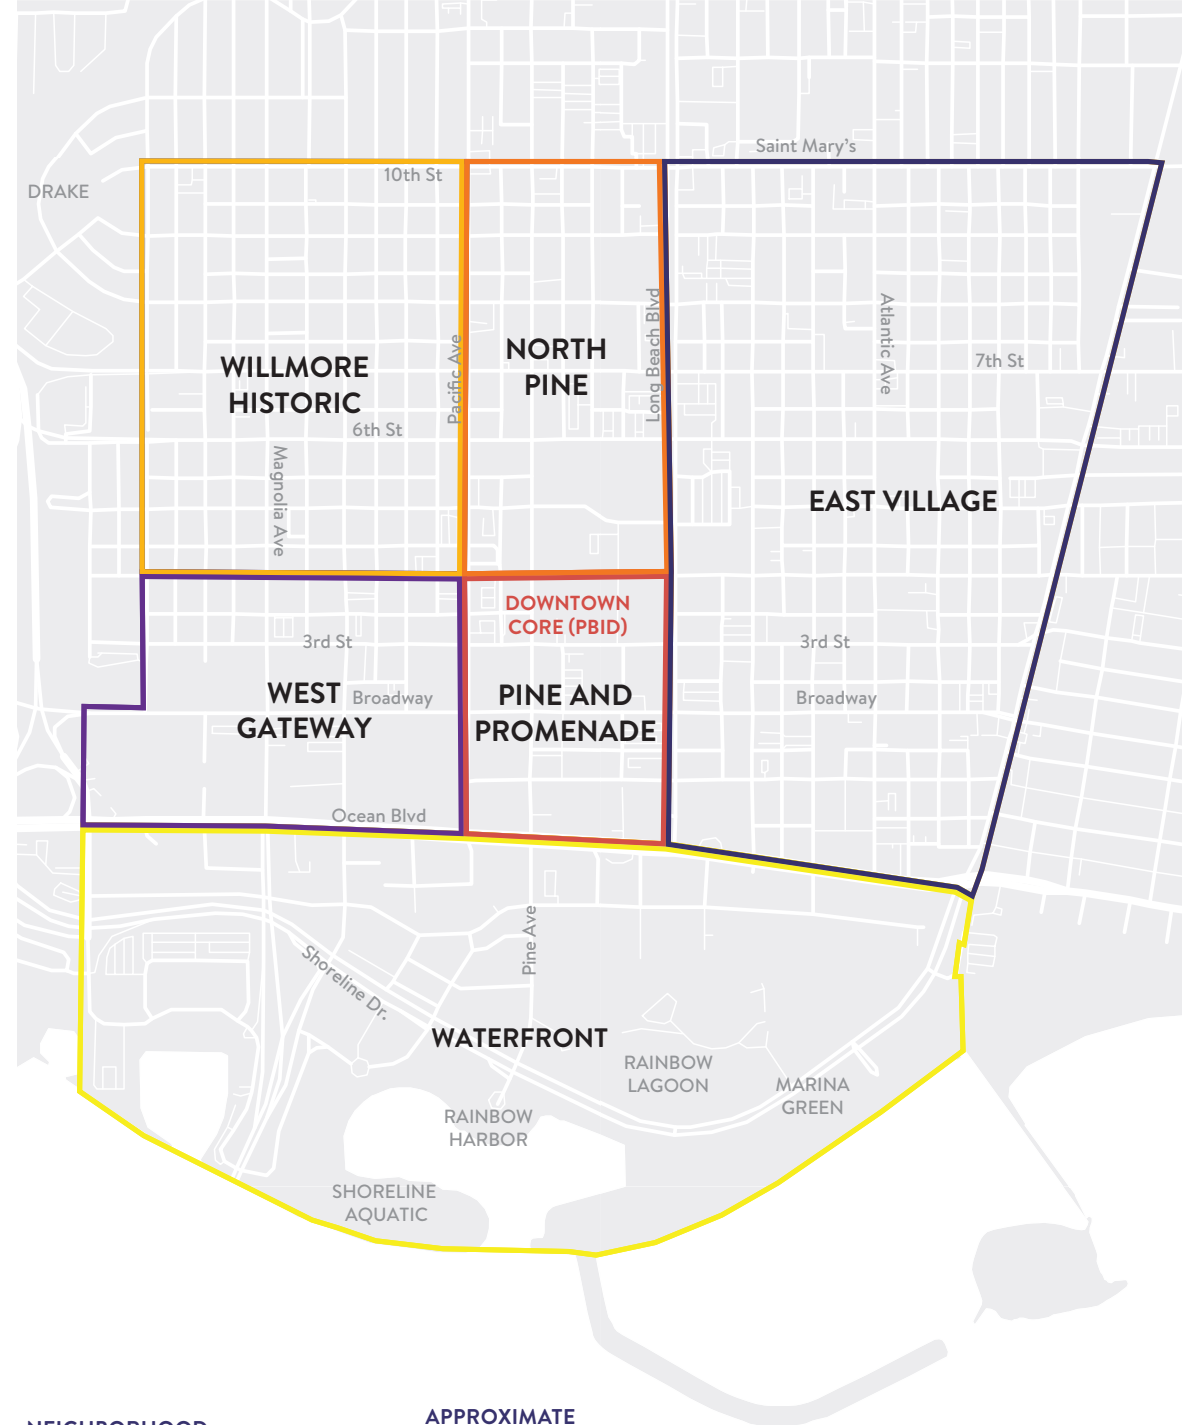 Saint Mary's
10th St
DRAKE
Pacific Ave
Long Beach Blvd
Atlantic Ave
NORTH
PINE
7th St
WILLMORE
HISTORIC
6th St
Magnolia Ave
EAST VILLAGE
DOWNTOWN
CORE (PBID)
3rd St
3rd St
WEST
GATEWAY
Broadway
PINE AND
PROMENADE
Broadway
Ocean Blvd
Pine Ave
Shoreline Dr.
WATERFRONT
RAINBOW
LAGOON
MARINA
GREEN
RAINBOW
HARBOR
SHORELINE
AQUATIC
NEIGHBORHOOD
APPROXIMATE